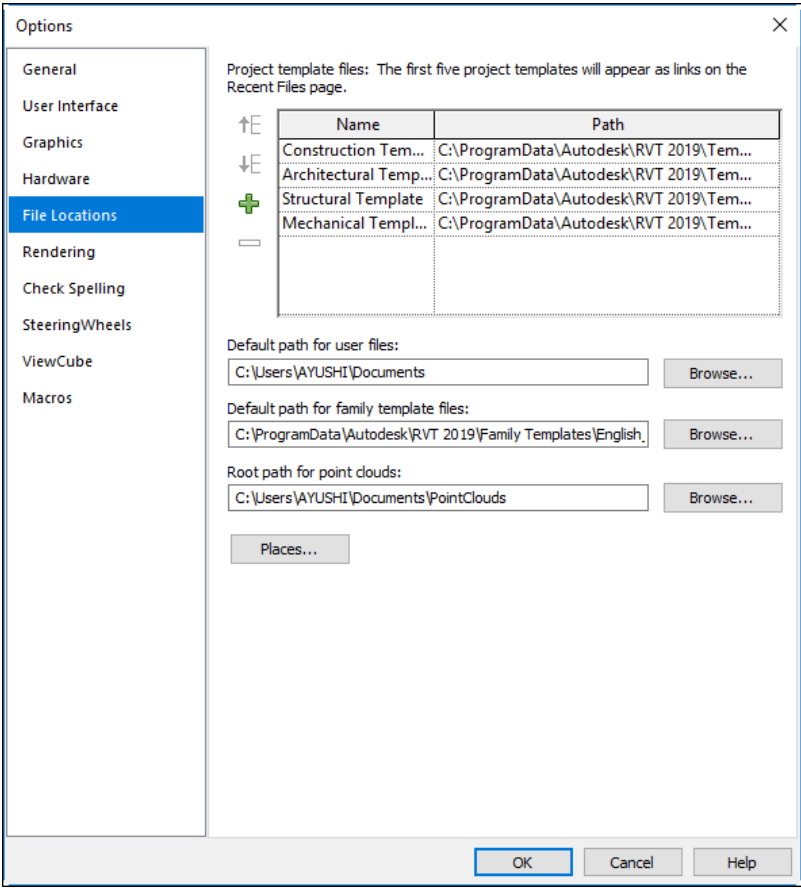 Options
General
User Interface
Graphics
Hardware
File Locations
Rendering
Check Spelling
SteeringWheels
ViewCube
Macros
Project template files: The first five project templates will appear as links on the
Recent Files page.
Name Path
Construction Tem... C:\ProgramData\Autodesk\RVT 2019\Tem...
Architectural Temp... C:\ProgramData\Autodesk\RVT 2019\Tem...
Structural Template C:\ProgramData\Autodesk\RVT 2019\Tem...
Mechanical Templ... C:\ProgramData\Autodesk\RVT 2019\Tem...
Default path for user files:
C:\Users\AYUSHI\Documents Browse...
Default path for family template files:
C:\ProgramData\Autodesk\RVT 2019\Family Templates\English_ Browse...
Root path for point clouds:
C:\Users\AYUSHI\Documents\PointClouds Browse...
Places...
OK Cancel Help